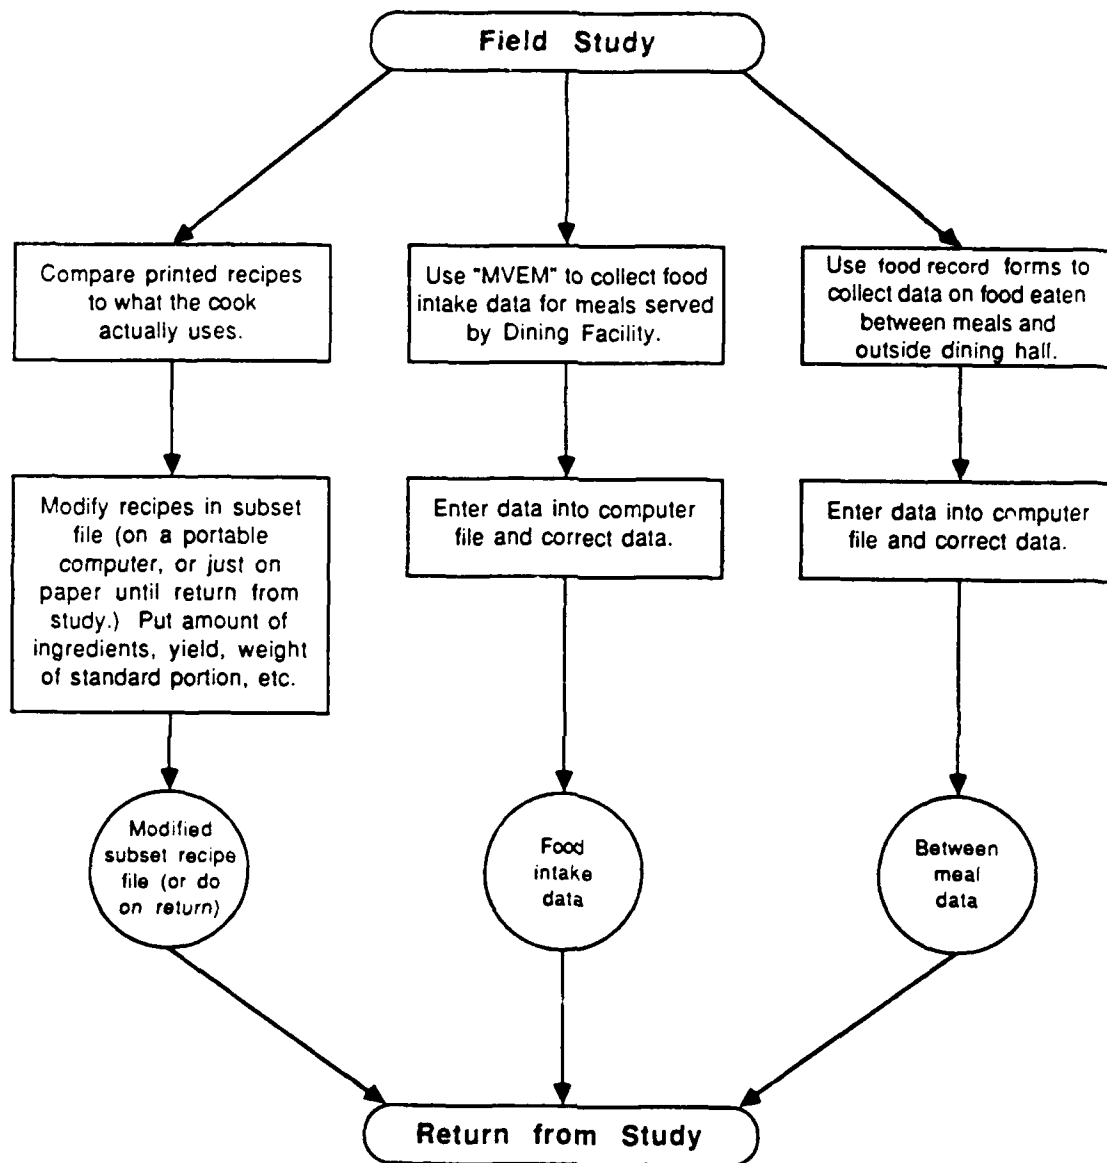 Field Study
Compare printed recipes
to what the cook
actually uses.
Use "MVEM" to collect food
intake data for meals served
by Dining Facility.
Use food record forms to
collect data on food eaten
between meals and
outside dining hall.
Modify recipes in subset
file (on a portable
computer, or just on
paper until return from
study.) Put amount of
ingredients, yield, weight
of standard portion, etc.
Enter data into computer
file and correct data.
Enter data into computer
file and correct data.
Modified
subset recipe
file (or do
on return)
Food
intake
data
Between
meal
data
Return from Study